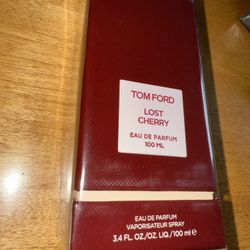 TOM FORD
LOST
CHERRY
EAU DE PARFUM
100 ML
EAU DE PARFUM
VAPORISATEUR SPRAY
3.4 FL. OZ./OZ. LIQ./100 ml e